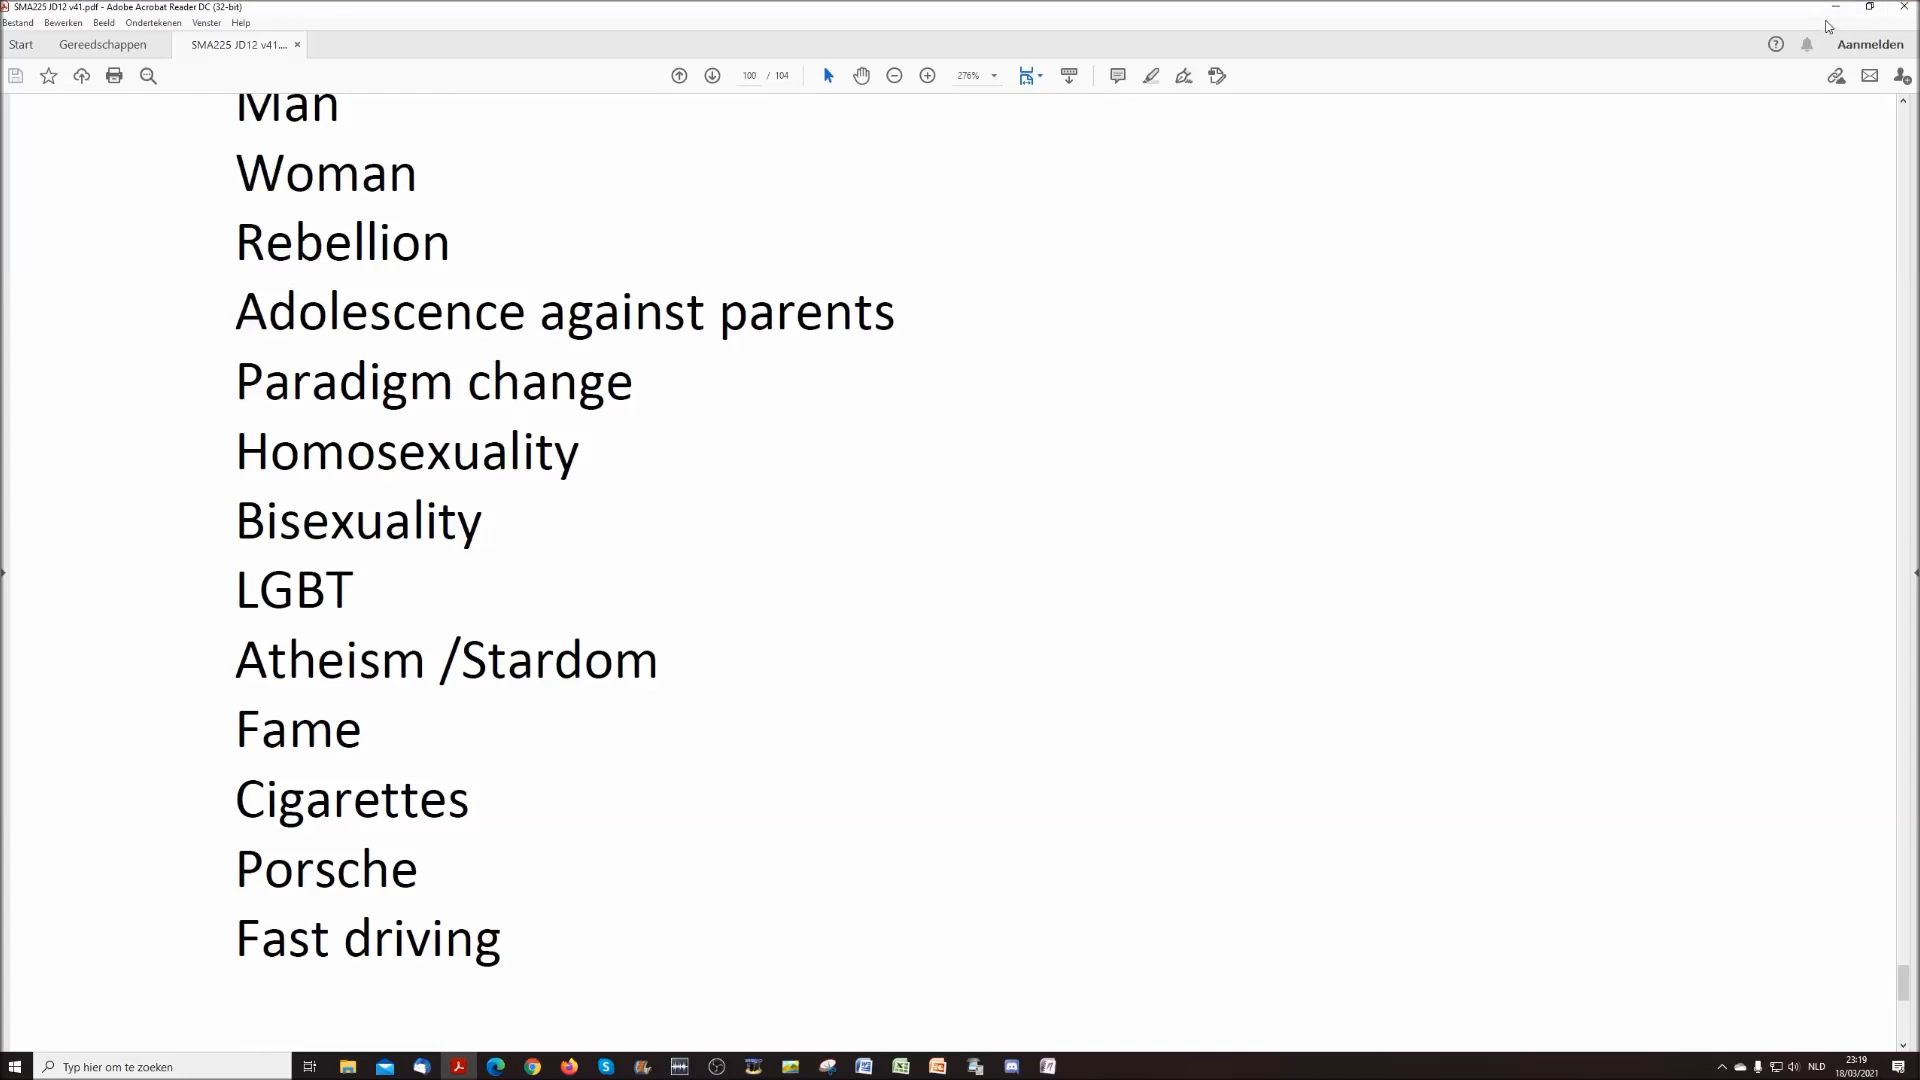 SMA225 JD12 v41.pdf - Adobe Acrobat Reader DC (32-bit)
Bestand Bewerken Beeld Ondertekenen Venster Help
Start Gereedschappen SMA225 JD12 v41.... × Aanmelden
100 / 104 276%
Man
Woman
Rebellion
Adolescence against parents
Paradigm change
Homosexuality
Bisexuality
LGBT
Atheism /Stardom
Fame
Cigarettes
Porsche
Fast driving
Typ hier om te zoeken NLD 23:19
18/03/2021